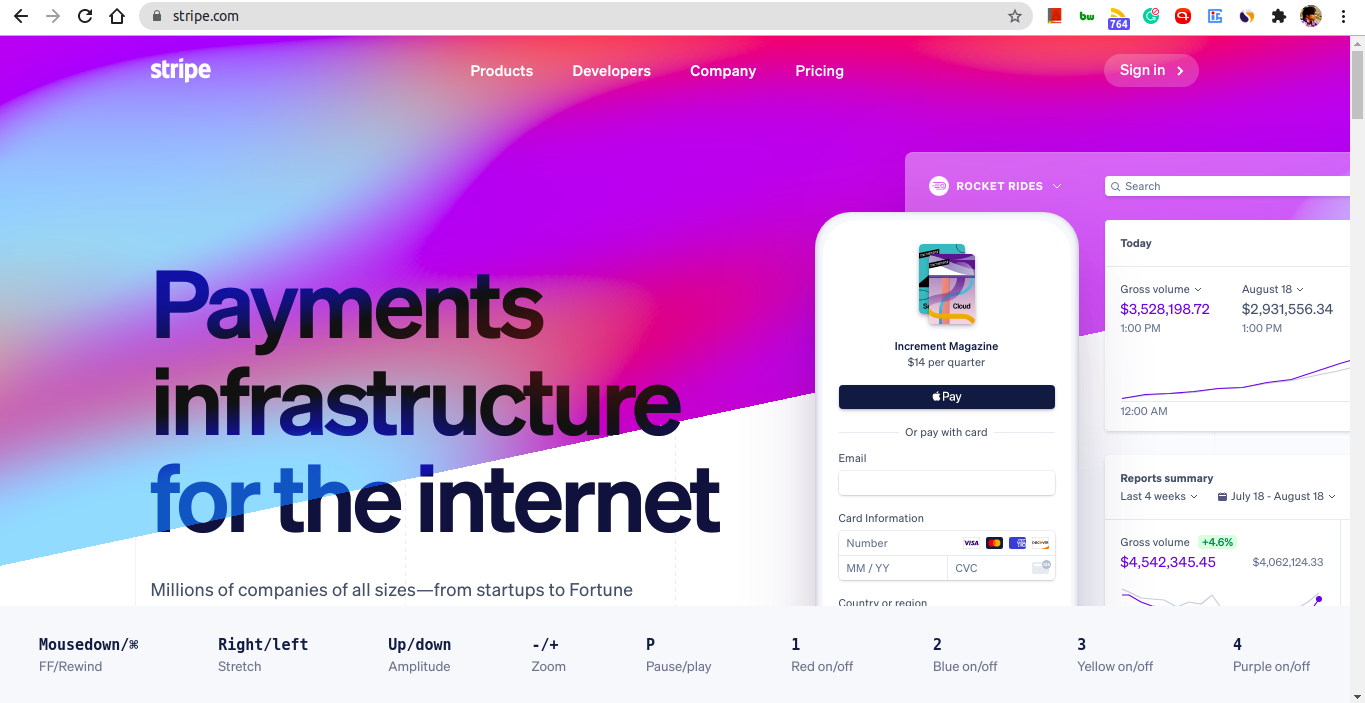 stripe.com
bw
764
stripe
Products Developers Company Pricing
Sign in
ROCKET RIDES
Search
Today
Gross volume August 18
$3,528,198.72 $2,931,556.34
1:00 PM 1:00 PM
12:00 AM
Cloud
Increment Magazine
$14 per quarter
Pay
Or pay with card
Email
Card Information
Number VISA DISCOVER
MM / YY CVC
Country or region
Reports summary
Last 4 weeks July 18 - August 18
Gross volume +4.6%
$4,542,345.45 $4,062,124.33
Payments
infrastructure
for the internet
Millions of companies of all sizes—from startups to Fortune
Mousedown/⌘ Right/left Up/down -/+ P 1 2 3 4
FF/Rewind Stretch Amplitude Zoom Pause/play Red on/off Blue on/off Yellow on/off Purple on/off